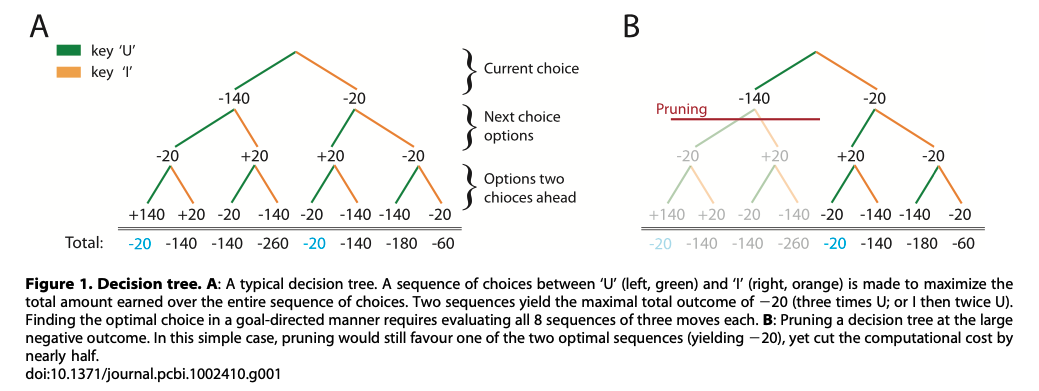 A
B
key 'U'
key 'I'
Current choice
-140 -20
-140 -20
Pruning
Next choice
options
-20 +20 +20 -20
-20 +20 +20 -20
Options two
chioces ahead
+140 +20 -20 -140 -20 -140 -140 -20
+140 +20 -20 -140 -20 -140 -140 -20
Total: -20 -140 -140 -260 -20 -140 -180 -60
-20 -140 -140 -260 -20 -140 -180 -60
Figure 1. Decision tree. A: A typical decision tree. A sequence of choices between 'U' (left, green) and 'I' (right, orange) is made to maximize the
total amount earned over the entire sequence of choices. Two sequences yield the maximal total outcome of −20 (three times U; or I then twice U).
Finding the optimal choice in a goal-directed manner requires evaluating all 8 sequences of three moves each. B: Pruning a decision tree at the large
negative outcome. In this simple case, pruning would still favour one of the two optimal sequences (yielding −20), yet cut the computational cost by
nearly half.
doi:10.1371/journal.pcbi.1002410.g001